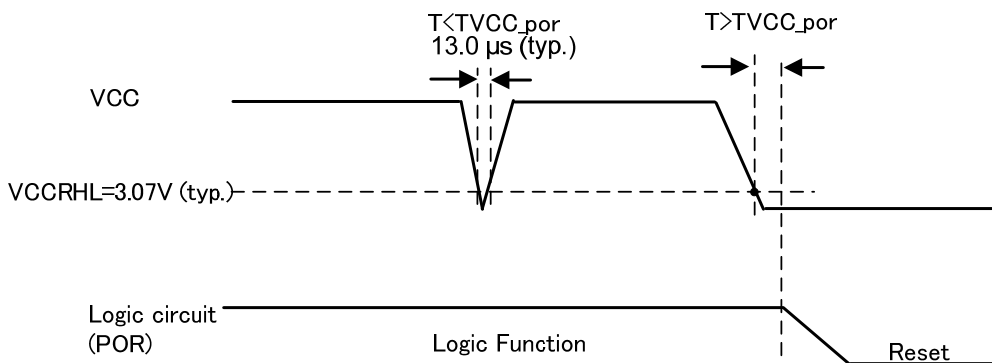 T<TVCC_por
13.0 µs (typ.)
T>TVCC_por
VCC
VCCRHL=3.07V (typ.)
Logic circuit
(POR)
Logic Function
Reset